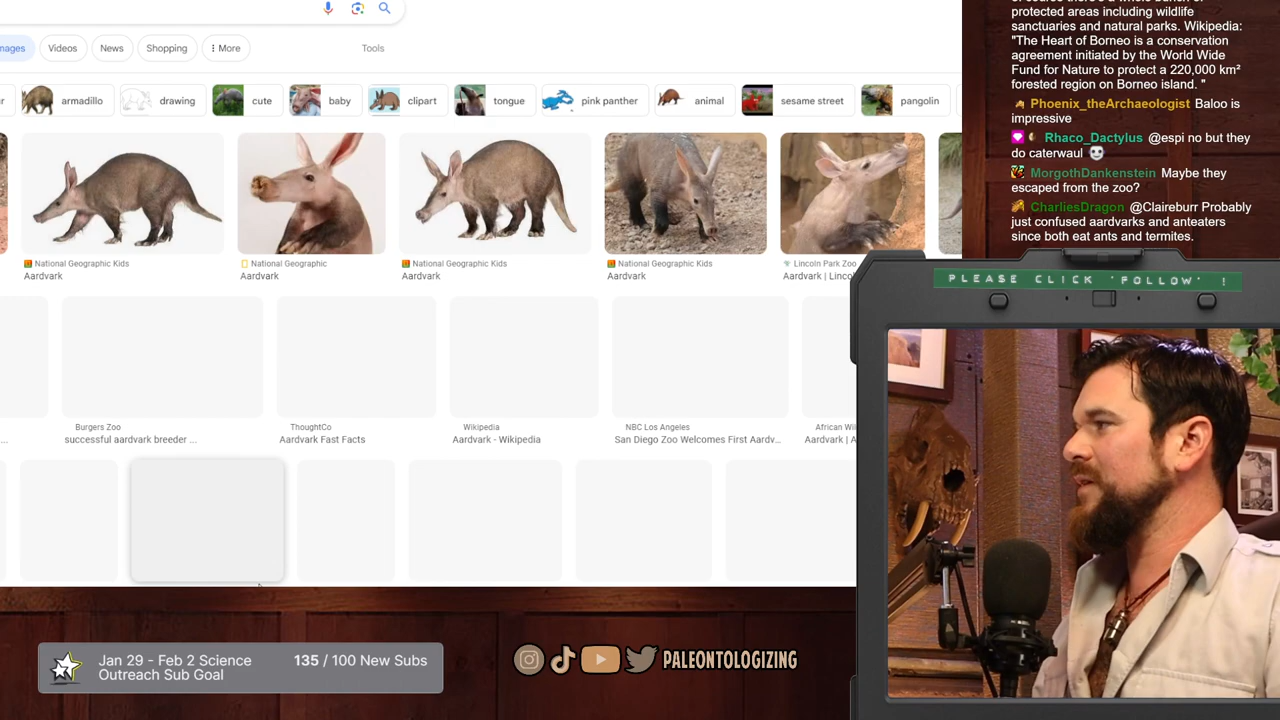 mages
Videos
News
Shopping
More
Tools
r
armadillo
drawing
cute
baby
clipart
tongue
pink panther
animal
sesame street
pangolin
National Geographic Kids
Aardvark
National Geographic
Aardvark
National Geographic Kids
Aardvark
National Geographic Kids
Aardvark
Lincoln Park Zoo
Aardvark | Lincol
...
Burgers Zoo
successful aardvark breeder ...
ThoughtCo
Aardvark Fast Facts
Wikipedia
Aardvark - Wikipedia
NBC Los Angeles
San Diego Zoo Welcomes First Aardv...
African Wil
Aardvark | A
protected areas including wildlife
sanctuaries and natural parks. Wikipedia:
"The Heart of Borneo is a conservation
agreement initiated by the World Wide
Fund for Nature to protect a 220,000 km²
forested region on Borneo island. "
Phoenix_theArchaeologist Baloo is
impressive
Rhaco_Dactylus @espi no but they
do caterwaul
MorgothDankenstein Maybe they
escaped from the zoo?
CharliesDragon @Claireburr Probably
just confused aardvarks and anteaters
since both eat ants and termites.
PLEASE CLICK 'FOLLOW' !
Jan 29 - Feb 2 Science
Outreach Sub Goal
135 / 100 New Subs
PALEONTOLOGIZING